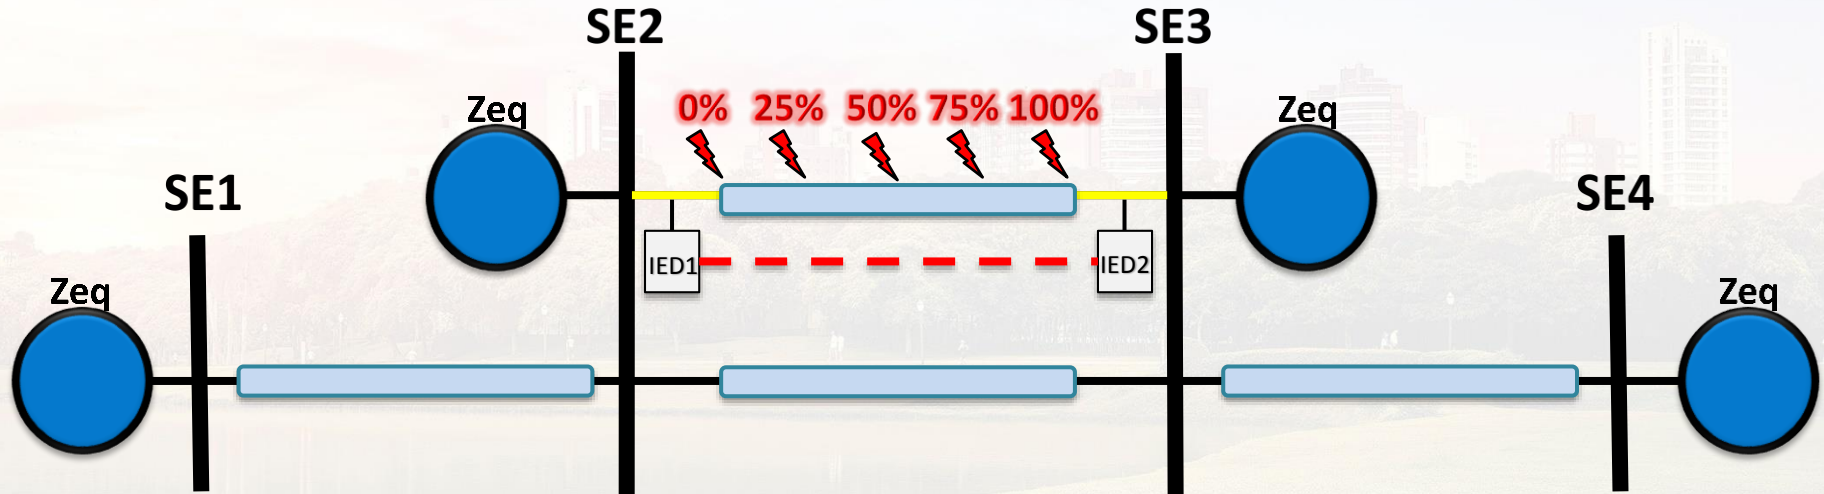 SE2
SE3
Zeq
0% 25% 50% 75% 100%
Zeq
SE1
SE4
IED1
IED2
Zeq
Zeq